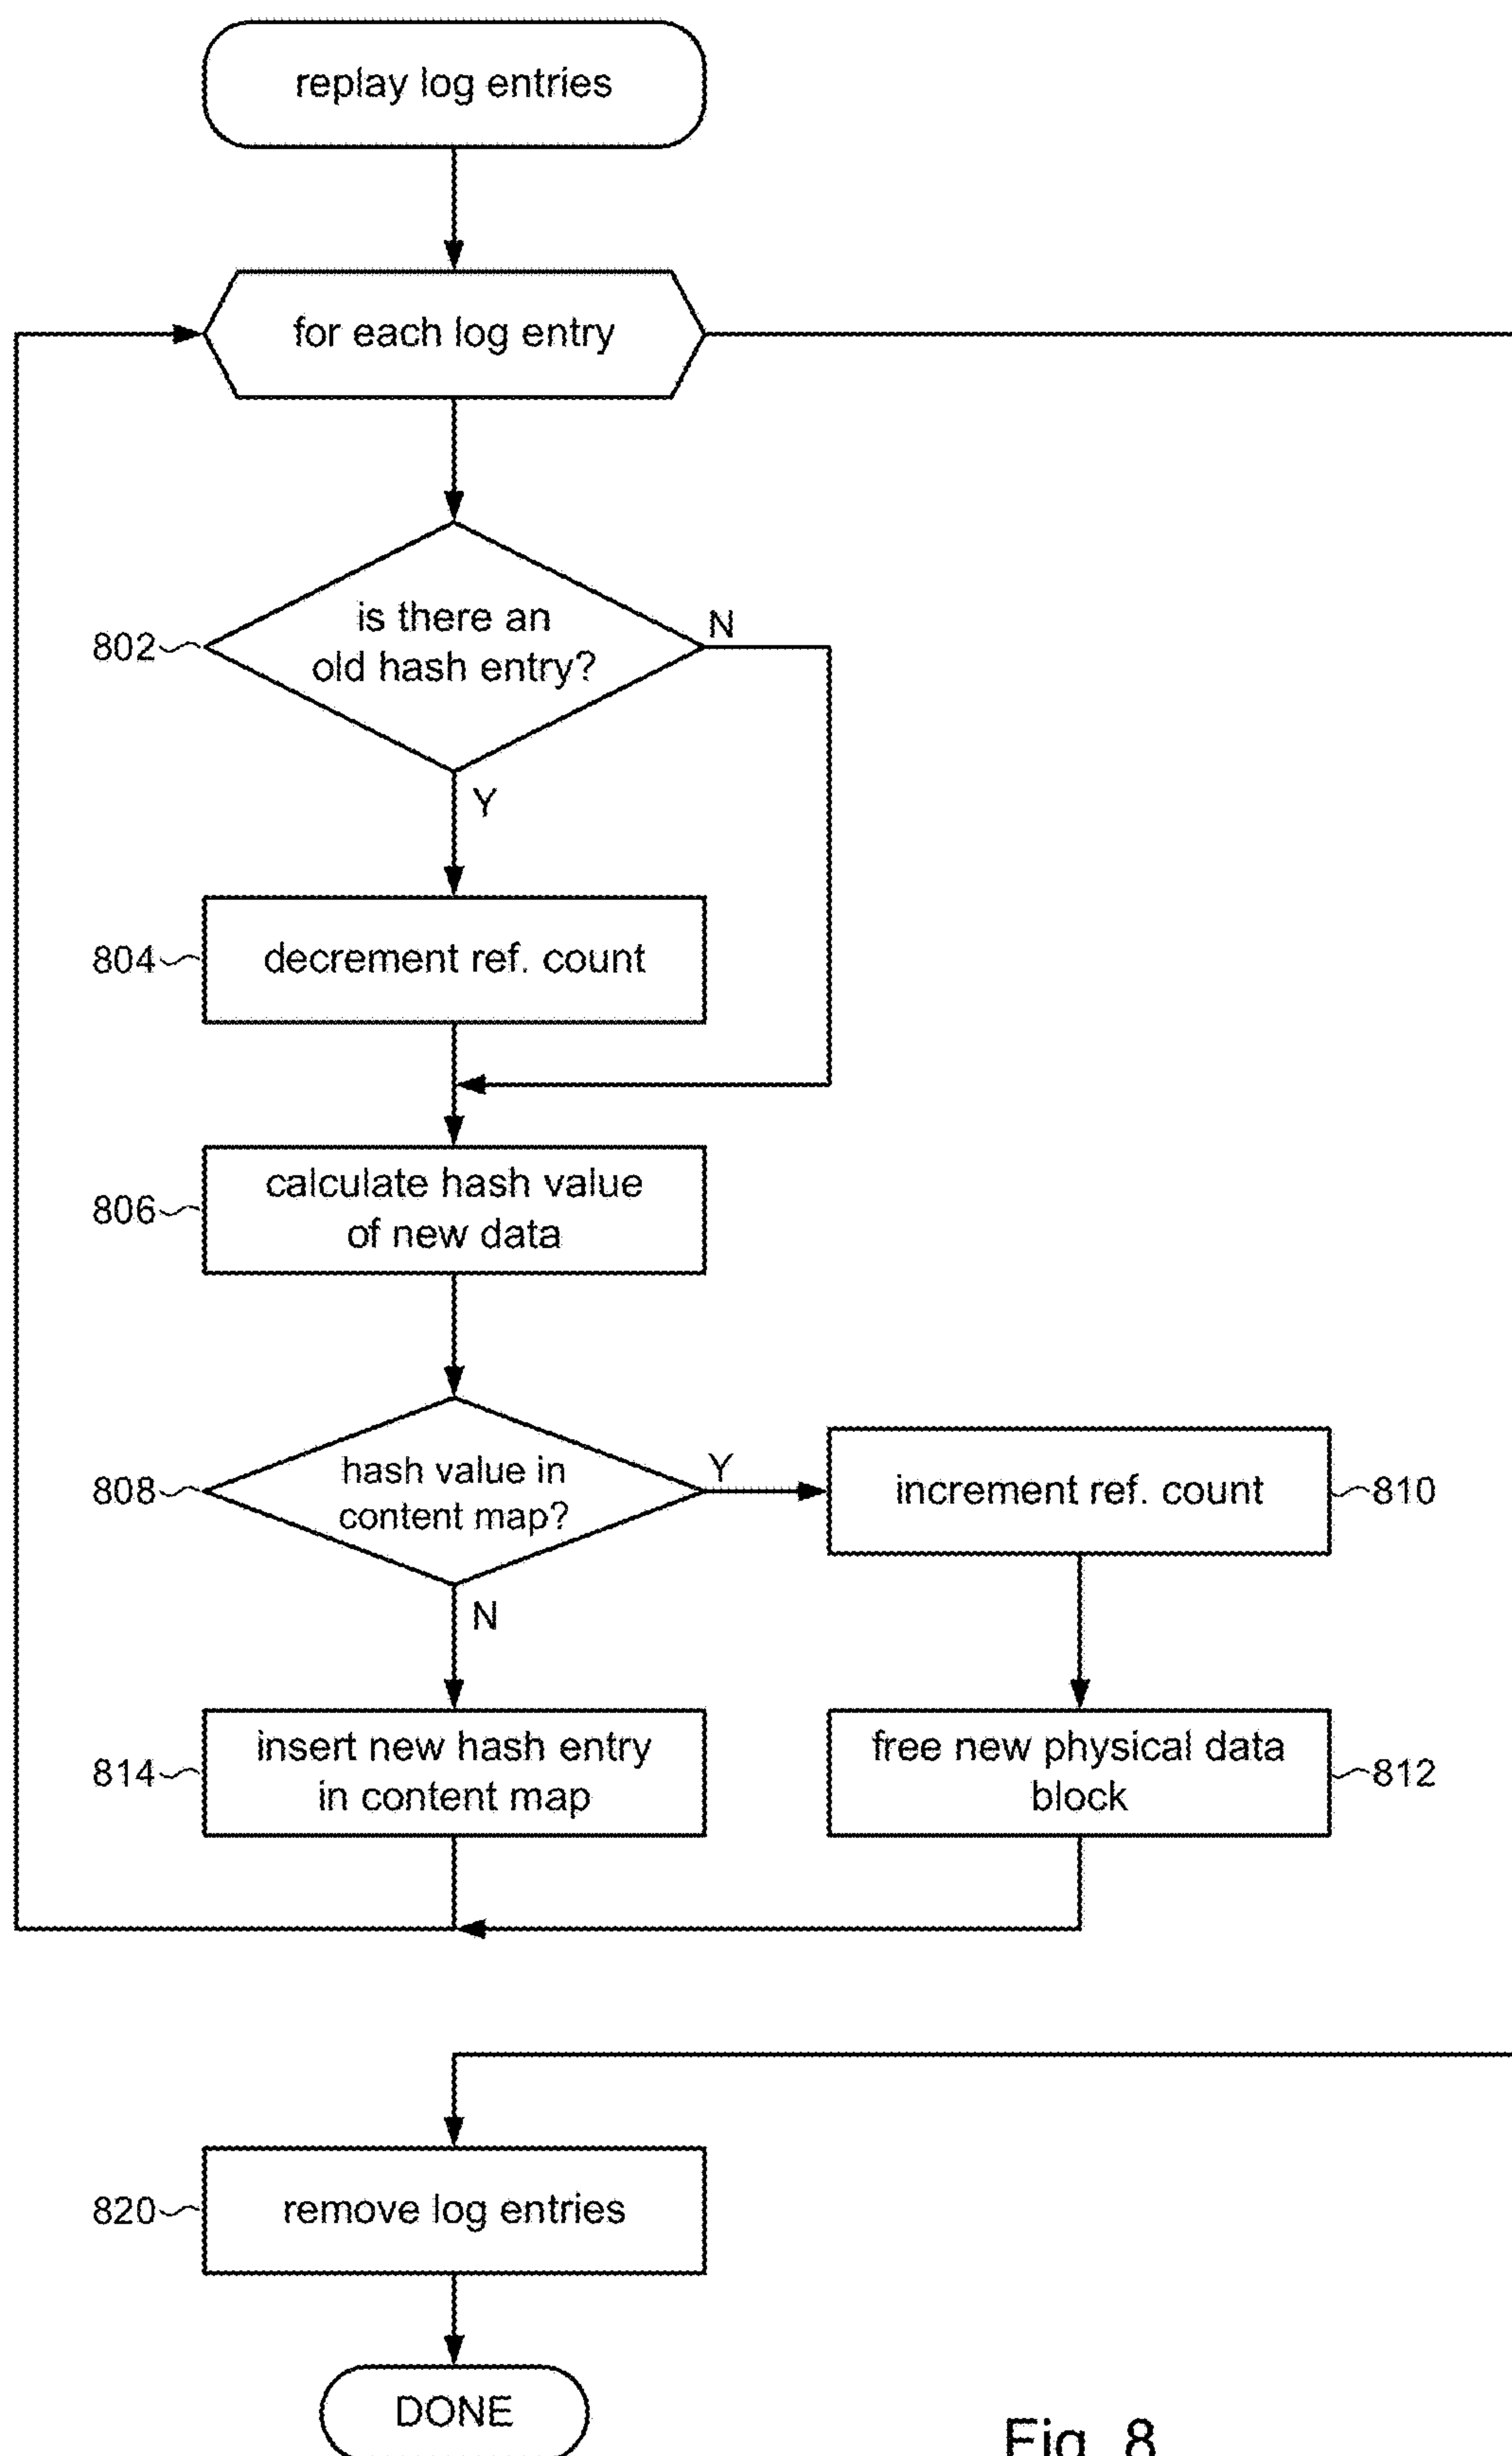 replay log entries
for each log entry
802
is there an
old hash entry?
N
Y
804
decrement ref. count
806
calculate hash value
of new data
808
hash value in
content map?
Y
increment ref. count
810
N
814
insert new hash entry
in content map
free new physical data
block
812
820
remove log entries
DONE
Fig. 8